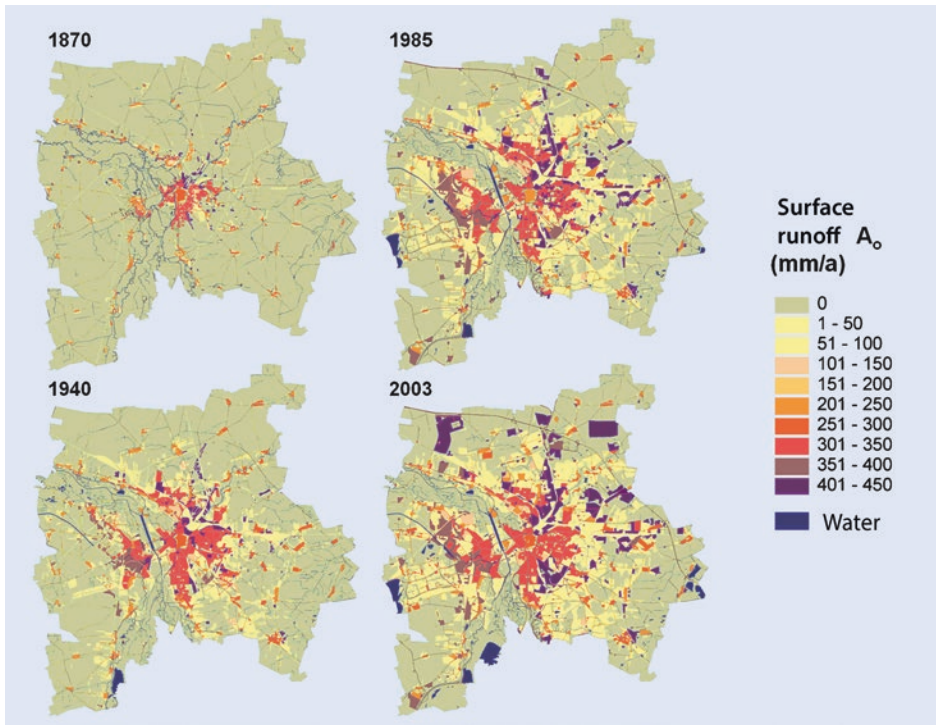 1870
1985
1940
2003
Surface
runoff Aₒ
(mm/a)
0
1 - 50
51 - 100
101 - 150
151 - 200
201 - 250
251 - 300
301 - 350
351 - 400
401 - 450
Water